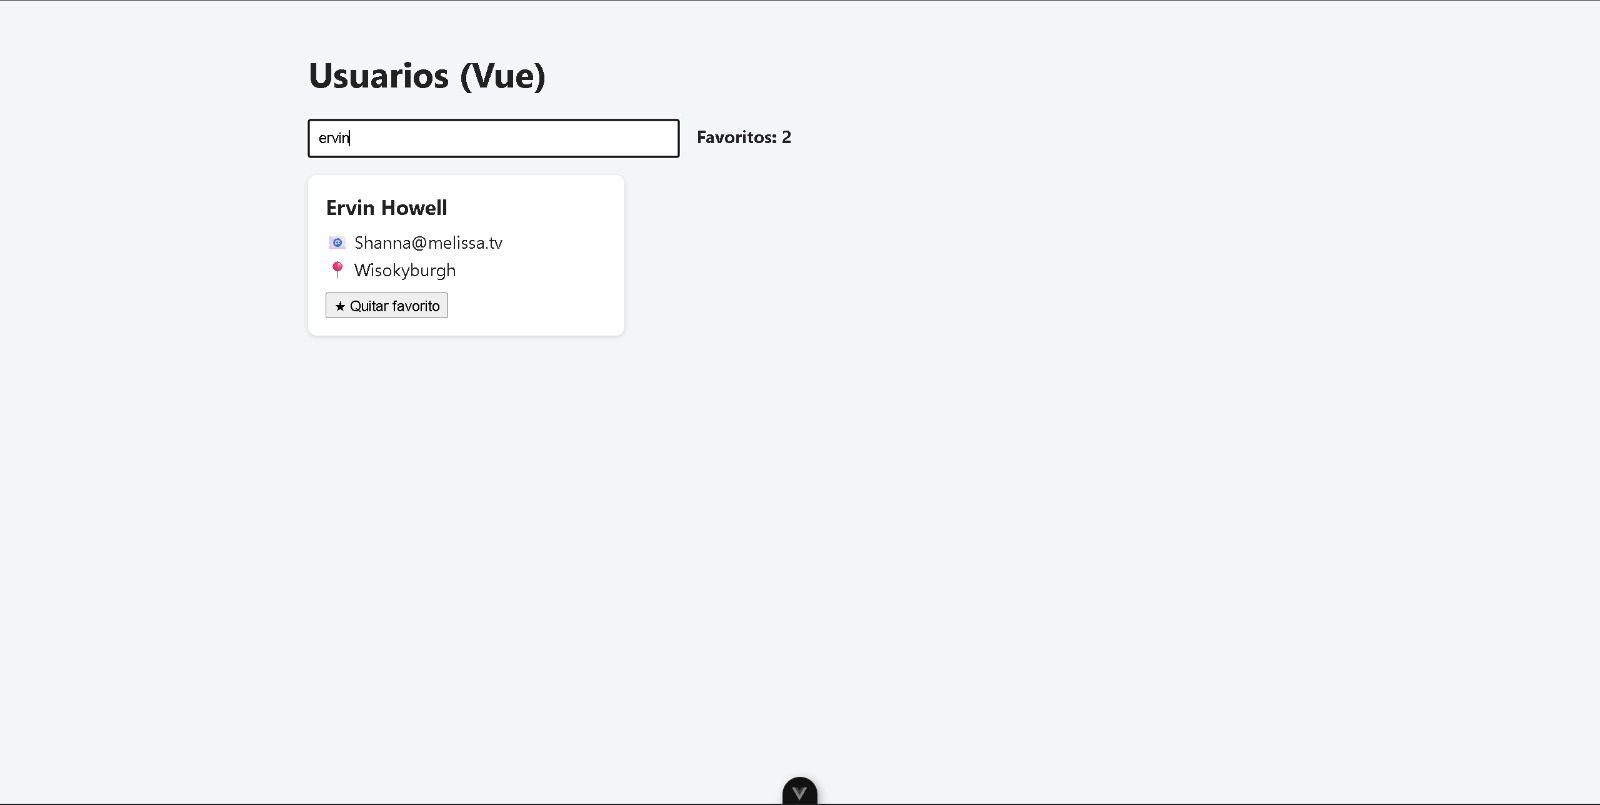 Usuarios (Vue)
ervin
Favoritos: 2
Ervin Howell
📧 Shanna@melissa.tv
📍 Wisokyburgh
★ Quitar favorito